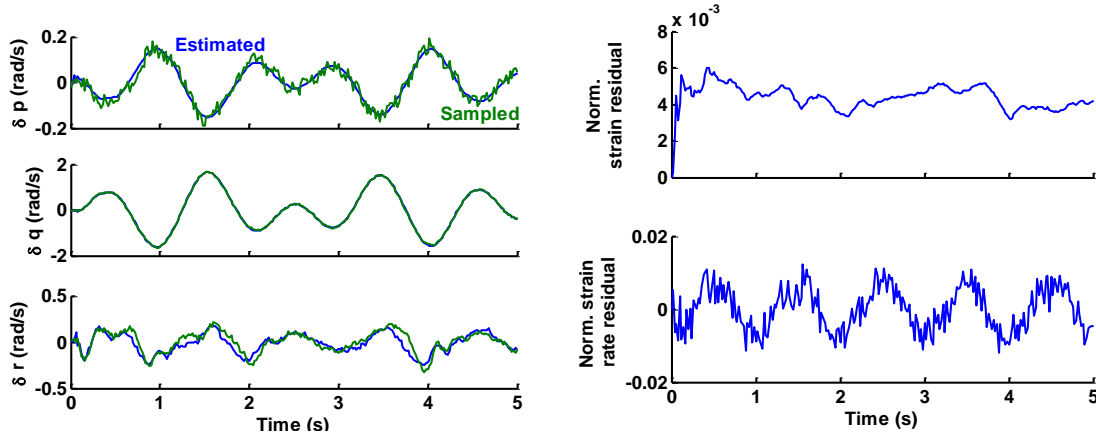 0.2
0
-0.2
δ p (rad/s)
Estimated
Sampled
2
0
-2
δ q (rad/s)
0.5
0
-0.5
δ r (rad/s)
0 1 2 3 4 5
Time (s)
x 10⁻³
8
6
4
2
0
Norm.
strain residual
0.02
0
-0.02
Norm. strain
rate residual
0 1 2 3 4 5
Time (s)